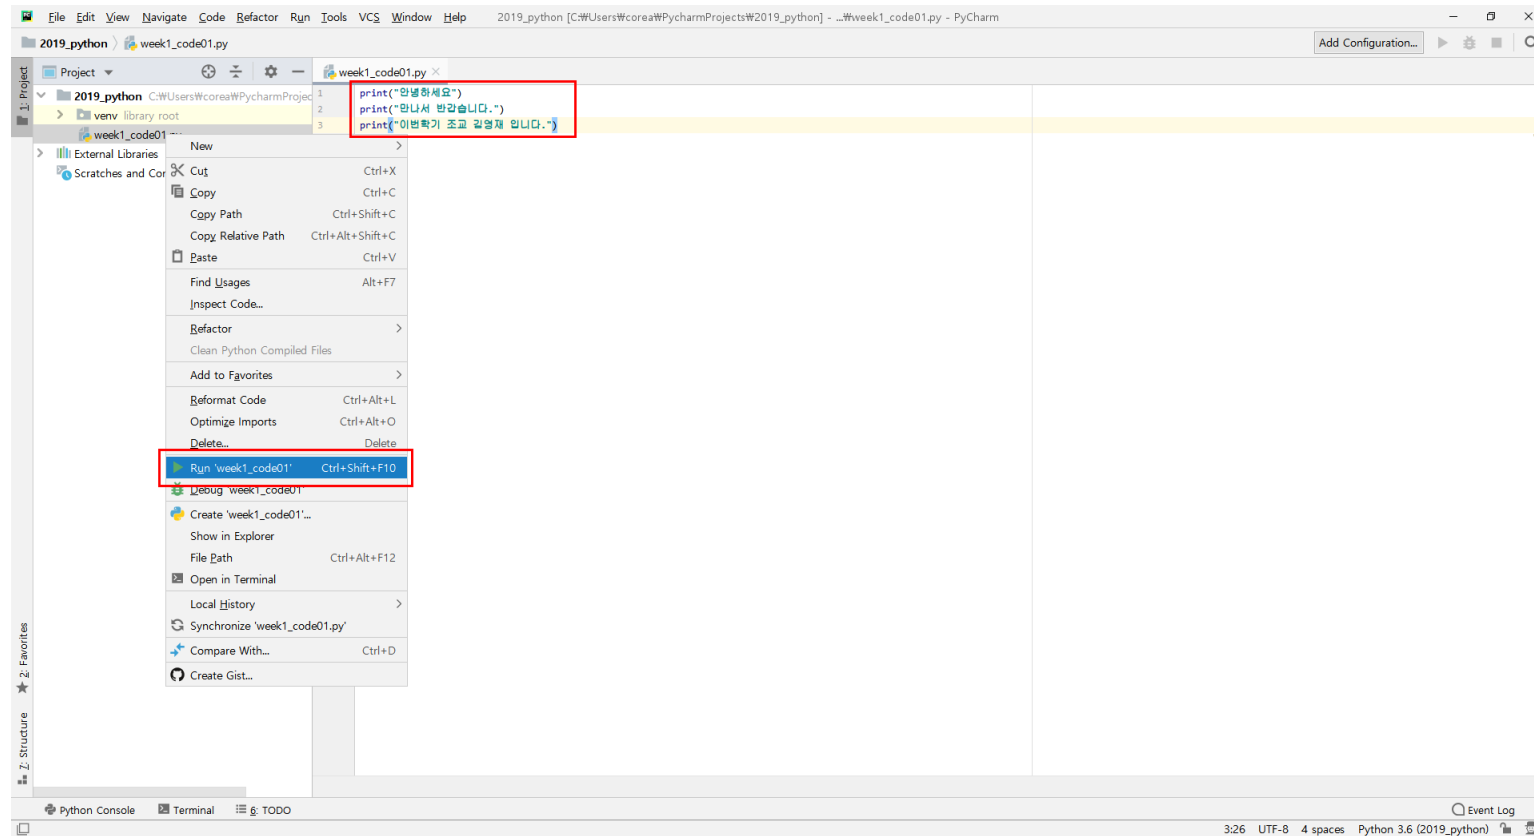 File Edit View Navigate Code Refactor Run Tools VCS Window Help 2019_python [C:₩Users₩corea₩PycharmProjects₩2019_python] - ...₩week1_code01.py - PyCharm
2019_python week1_code01.py Add Configuration...
1: Project
Project
week1_code01.py
2019_python C:₩Users₩corea₩PycharmProjec
venv library root
week1_code01
External Libraries
Scratches and Cor
1 print("안녕하세요")
2 print("만나서 반갑습니다.")
3 print("이번학기 조교 김영재 입니다.")
New
Cut Ctrl+X
Copy Ctrl+C
Copy Path Ctrl+Shift+C
Copy Relative Path Ctrl+Alt+Shift+C
Paste Ctrl+V
Find Usages Alt+F7
Inspect Code...
Refactor
Clean Python Compiled Files
Add to Favorites
Reformat Code Ctrl+Alt+L
Optimize Imports Ctrl+Alt+O
Delete... Delete
Run 'week1_code01' Ctrl+Shift+F10
Debug 'week1_code01'
Create 'week1_code01'...
Show in Explorer
File Path Ctrl+Alt+F12
Open in Terminal
Local History
Synchronize 'week1_code01.py'
Compare With... Ctrl+D
Create Gist...
2: Favorites
7: Structure
Python Console Terminal 6: TODO Event Log
3:26 UTF-8 4 spaces Python 3.6 (2019_python)